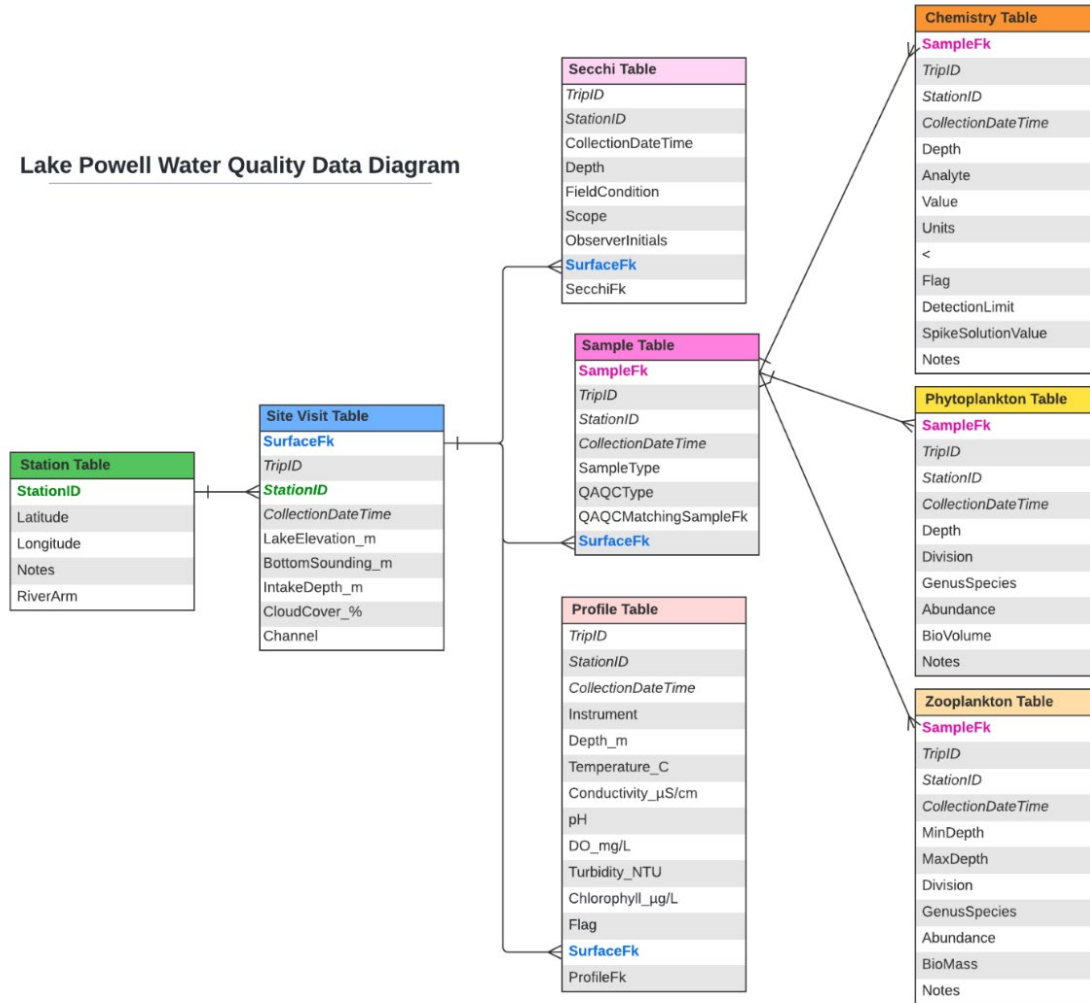 Lake Powell Water Quality Data Diagram
Station Table
StationID
Latitude
Longitude
Notes
RiverArm
Site Visit Table
SurfaceFk
TripID
StationID
CollectionDateTime
LakeElevation_m
BottomSounding_m
IntakeDepth_m
CloudCover_%
Channel
Secchi Table
TripID
StationID
CollectionDateTime
Depth
FieldCondition
Scope
ObserverInitials
SurfaceFk
SecchiFk
Sample Table
SampleFk
TripID
StationID
CollectionDateTime
SampleType
QAQCType
QAQCMatchingSampleFk
SurfaceFk
Profile Table
TripID
StationID
CollectionDateTime
Instrument
Depth_m
Temperature_C
Conductivity_µS/cm
pH
DO_mg/L
Turbidity_NTU
Chlorophyll_µg/L
Flag
SurfaceFk
ProfileFk
Chemistry Table
SampleFk
TripID
StationID
CollectionDateTime
Depth
Analyte
Value
Units
<
Flag
DetectionLimit
SpikeSolutionValue
Notes
Phytoplankton Table
SampleFk
TripID
StationID
CollectionDateTime
Depth
Division
GenusSpecies
Abundance
BioVolume
Notes
Zooplankton Table
SampleFk
TripID
StationID
CollectionDateTime
MinDepth
MaxDepth
Division
GenusSpecies
Abundance
BioMass
Notes